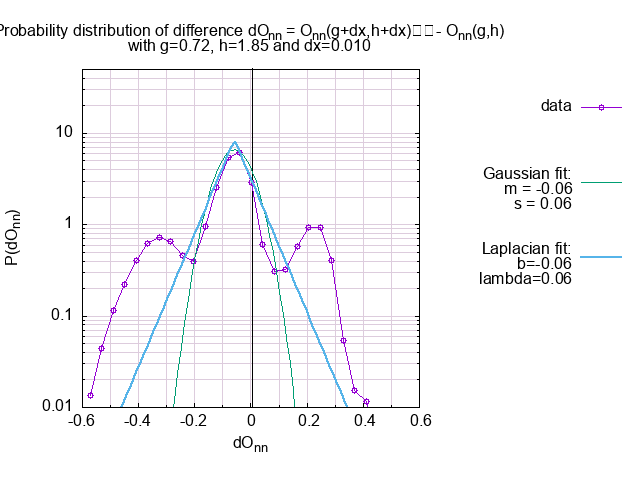 Probability distribution of difference dOnn = Onn(g+dx,h+dx)□□- Onn(g,h)
with g=0.72, h=1.85 and dx=0.010
data
Gaussian fit:
m = -0.06
s = 0.06
Laplacian fit:
b=-0.06
lambda=0.06
P(dOnn)
10
1
0.1
0.01
-0.6 -0.4 -0.2 0 0.2 0.4 0.6
dOnn